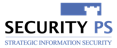 SECURITY PS
STRATEGIC INFORMATION SECURITY